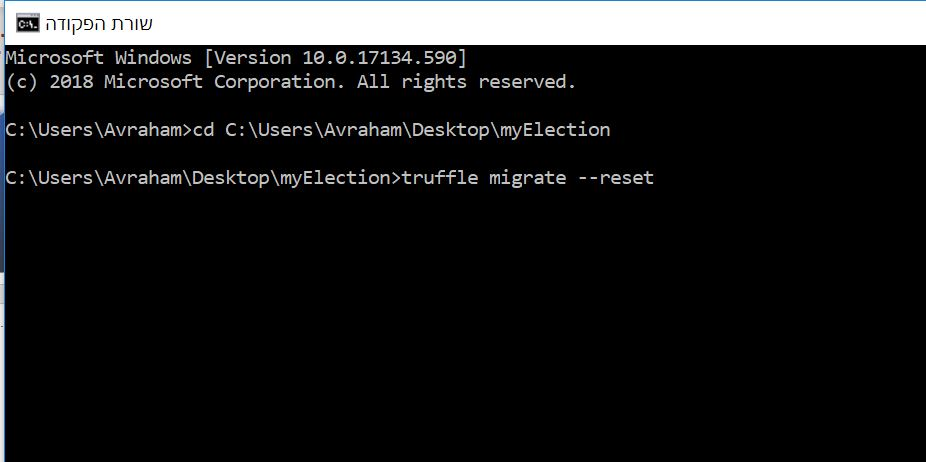 שורת הפקודה
Microsoft Windows [Version 10.0.17134.590]
(c) 2018 Microsoft Corporation. All rights reserved.
C:\Users\Avraham>cd C:\Users\Avraham\Desktop\myElection
C:\Users\Avraham\Desktop\myElection>truffle migrate --reset